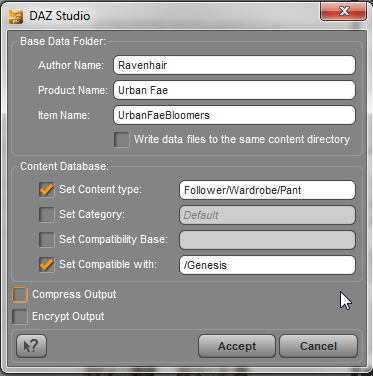 DAZ Studio
Base Data Folder:
Author Name: Ravenhair
Product Name: Urban Fae
Item Name: UrbanFaeBloomers
Write data files to the same content directory
Content Database:
Set Content type: Follower/Wardrobe/Pant
Set Category: Default
Set Compatibility Base:
Set Compatible with: /Genesis
Compress Output
Encrypt Output
Accept Cancel